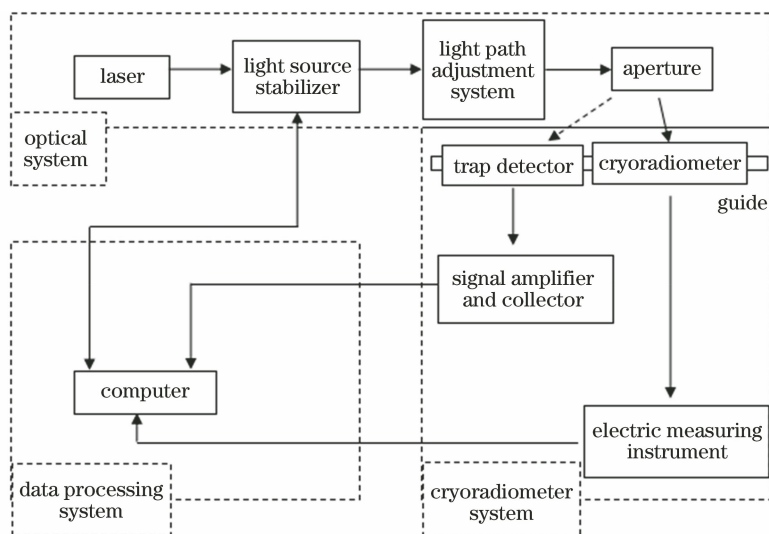 laser
light source
stabilizer
light path
adjustment
system
aperture
optical
system
trap detector
cryoradiometer
guide
signal amplifier
and collector
computer
electric measuring
instrument
data processing
system
cryoradiometer
system